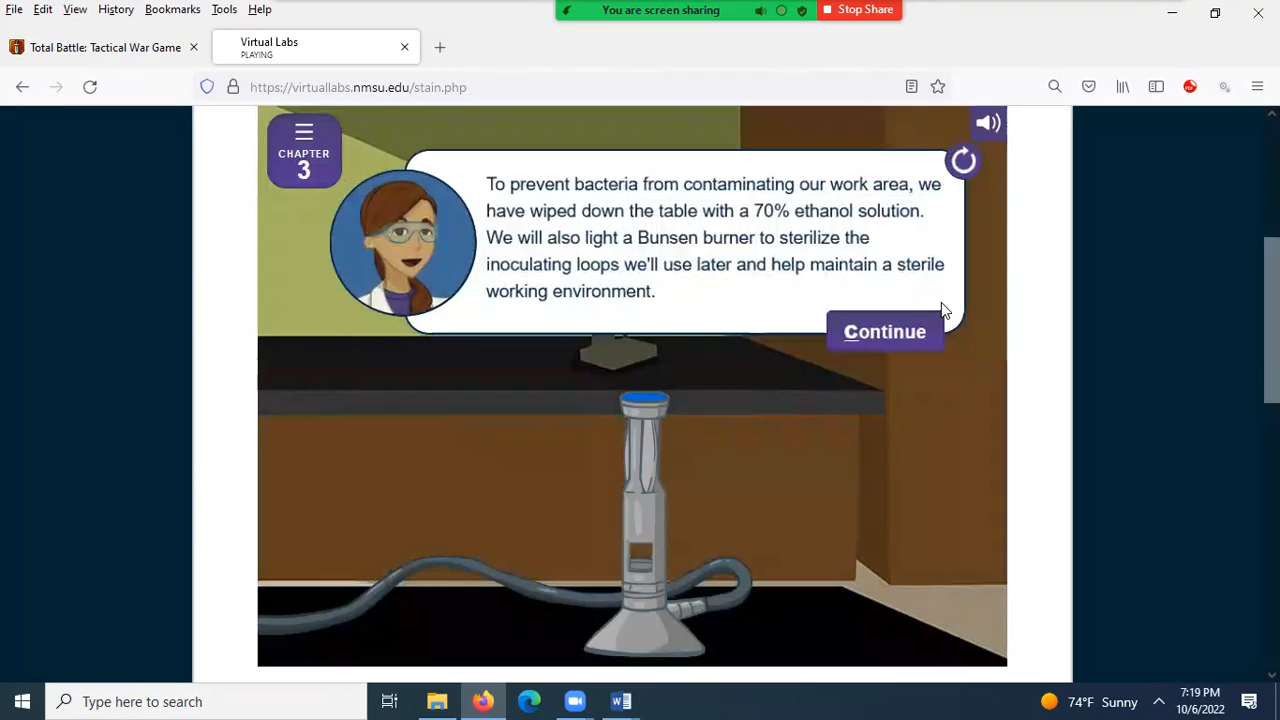 File Edit View History Bookmarks Tools Help
You are screen sharing
Stop Share
Total Battle: Tactical War Game
Virtual Labs
PLAYING
https://virtuallabs.nmsu.edu/stain.php
CHAPTER
3
To prevent bacteria from contaminating our work area, we
have wiped down the table with a 70% ethanol solution.
We will also light a Bunsen burner to sterilize the
inoculating loops we'll use later and help maintain a sterile
working environment.
Continue
Type here to search
74°F Sunny
7:19 PM
10/6/2022